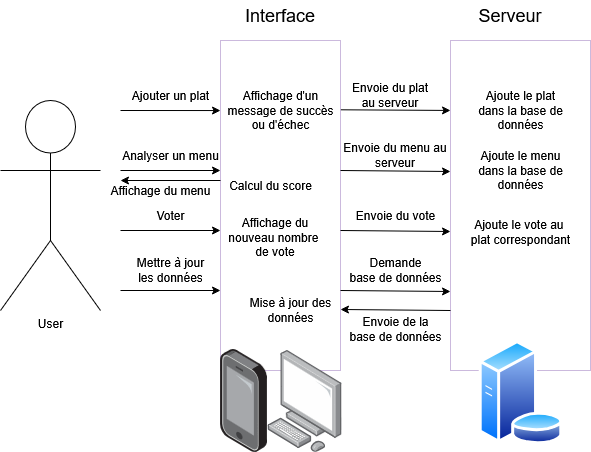 Interface
Serveur
Ajouter un plat
Affichage d'un
message de succès
ou d'échec
Envoie du plat
au serveur
Ajoute le plat
dans la base de
données
Analyser un menu
Affichage du menu
Calcul du score
Envoie du menu au
serveur
Ajoute le menu
dans la base de
données
Voter
Affichage du
nouveau nombre
de vote
Envoie du vote
Ajoute le vote au
plat correspondant
Mettre à jour
les données
Mise à jour des
données
Demande
base de données
Envoie de la
base de données
User